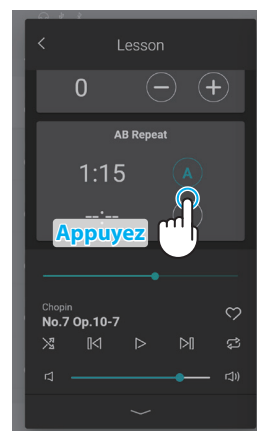 Lesson
0
AB Repeat
1:15
A
--:--
Appuyez
Chopin
No.7 Op.10-7